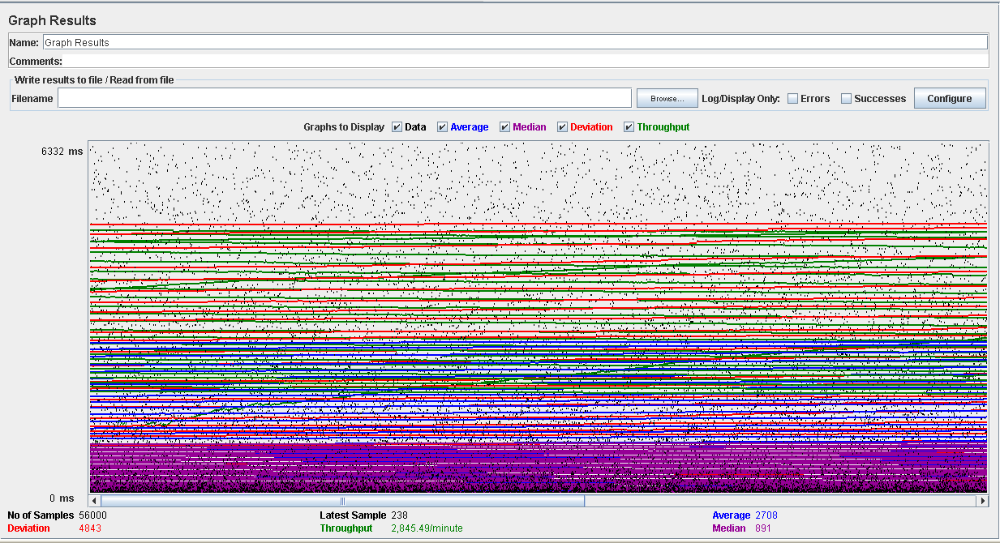 Graph Results
Name: Graph Results
Comments:
Write results to file / Read from file
Filename Browse... Log/Display Only: Errors Successes Configure
Graphs to Display Data Average Median Deviation Throughput
6332 ms
0 ms
No of Samples 56000 Latest Sample 238 Average 2708
Deviation 4843 Throughput 2,845.49/minute Median 891